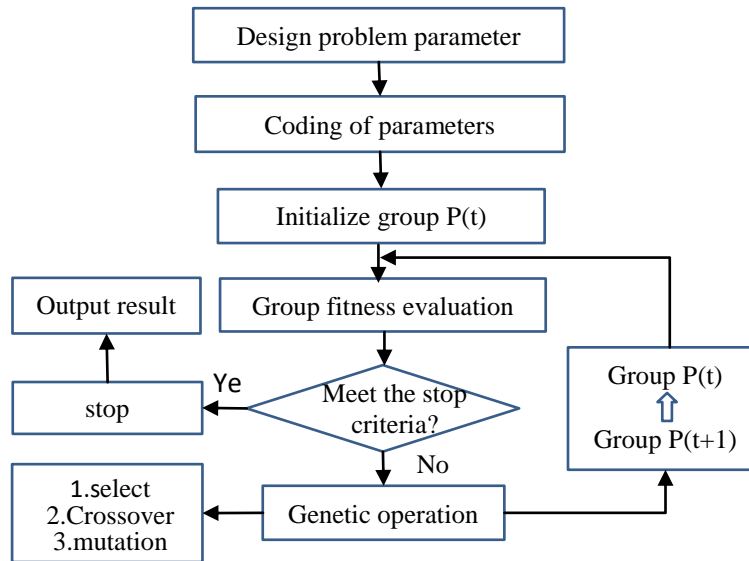 Design problem parameter
Coding of parameters
Initialize group P(t)
Group fitness evaluation
Output result
Ye
Meet the stop
criteria?
stop
Group P(t)
Group P(t+1)
No
1.select
2.Crossover
3.mutation
Genetic operation